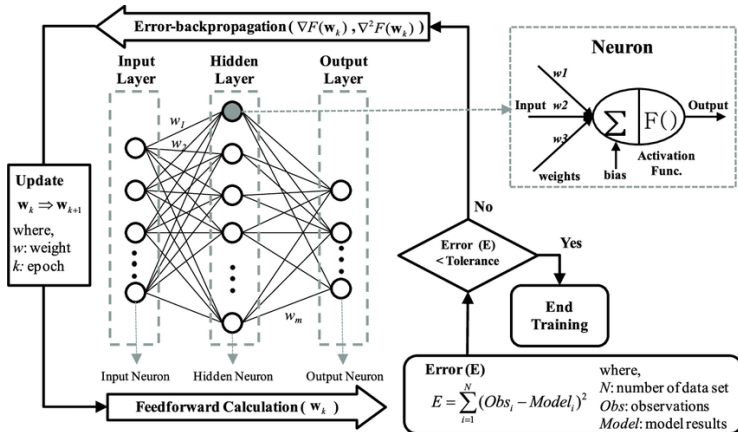 Error-backpropagation ( ∇F(w_k) , ∇²F(w_k) )
Input
Layer
Hidden
Layer
Output
Layer
w_1
w_2
w_m
Input Neuron
Hidden Neuron
Output Neuron
Update
w_k ⇒ w_{k+1}
where,
w: weight
k: epoch
Feedforward Calculation ( w_k )
Neuron
w1
Input w2
w3
weights
Σ F()
Output
bias
Activation
Func.
No
Error (E)
< Tolerance
Yes
End
Training
Error (E)
E = Σ_{i=1}^{N} (Obs_i − Model_i)²
where,
N: number of data set
Obs: observations
Model: model results